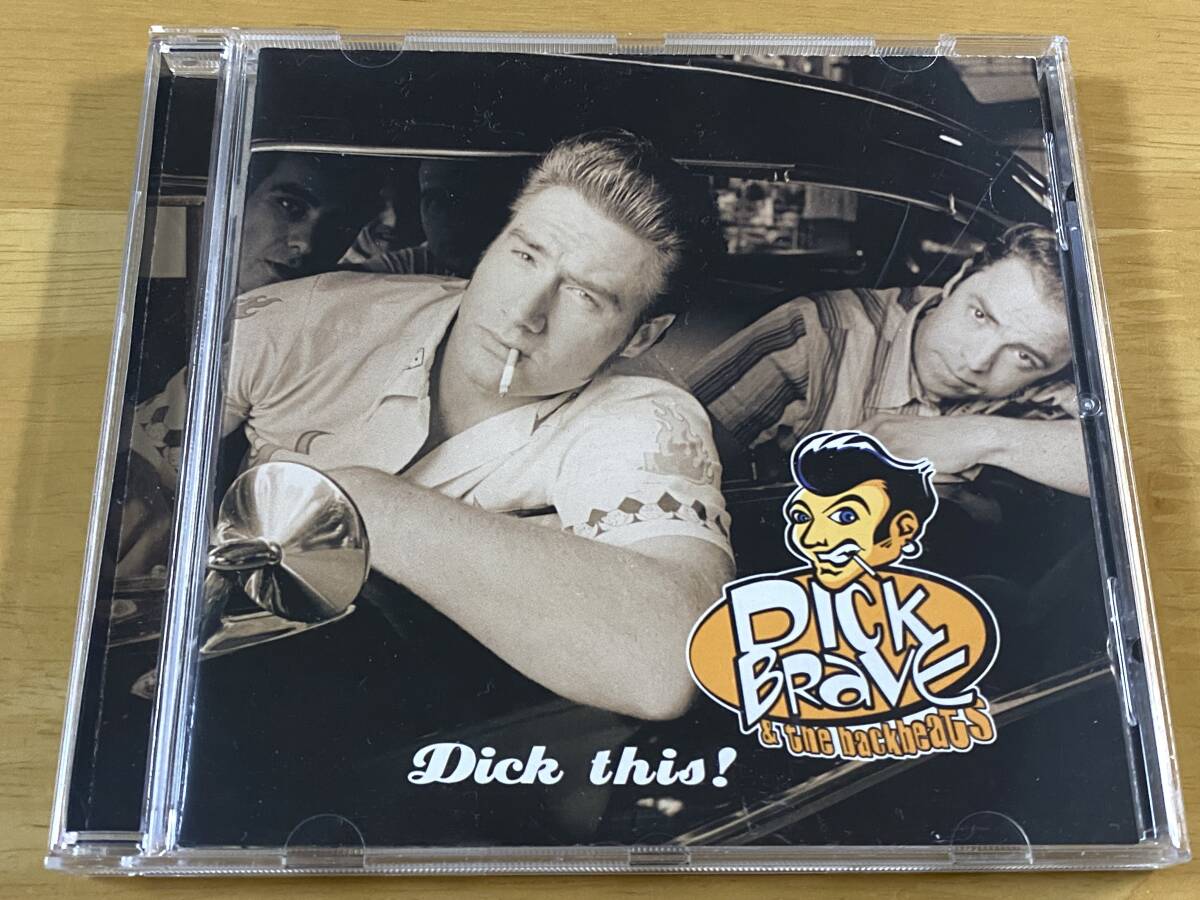 Dick
Brave
& the backbeats
Dick this!